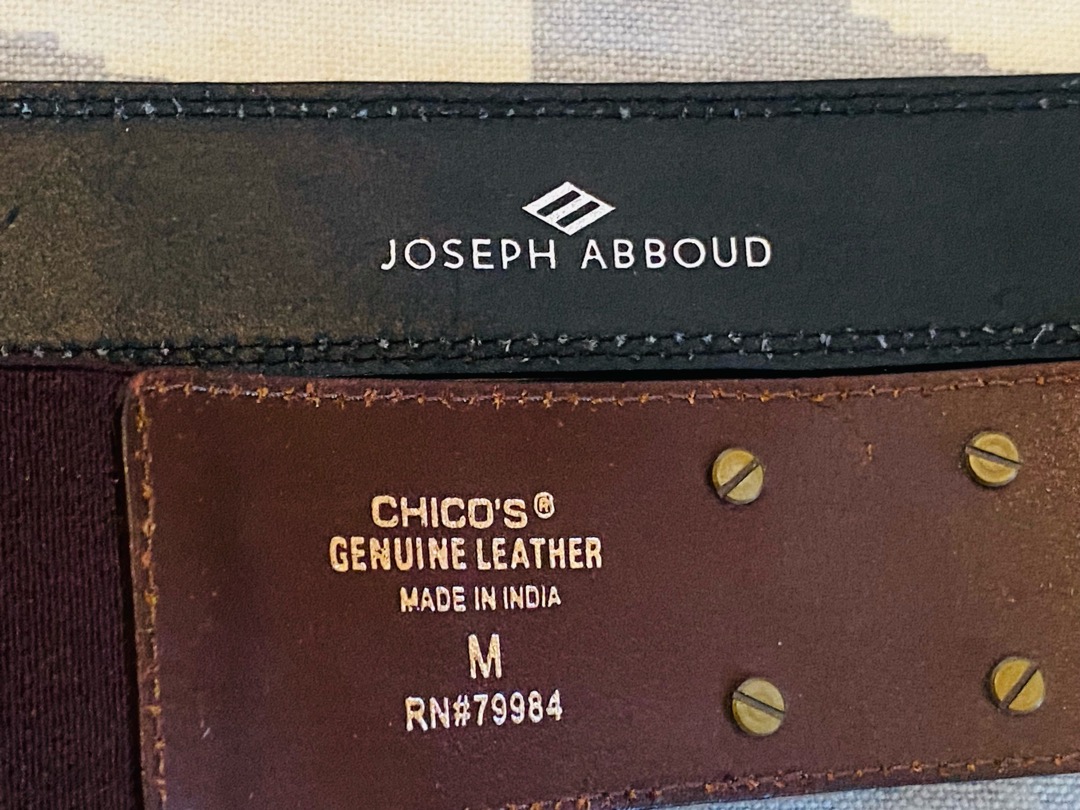 JOSEPH ABBOUD
CHICO'S®
GENUINE LEATHER
MADE IN INDIA
M
RN#79984